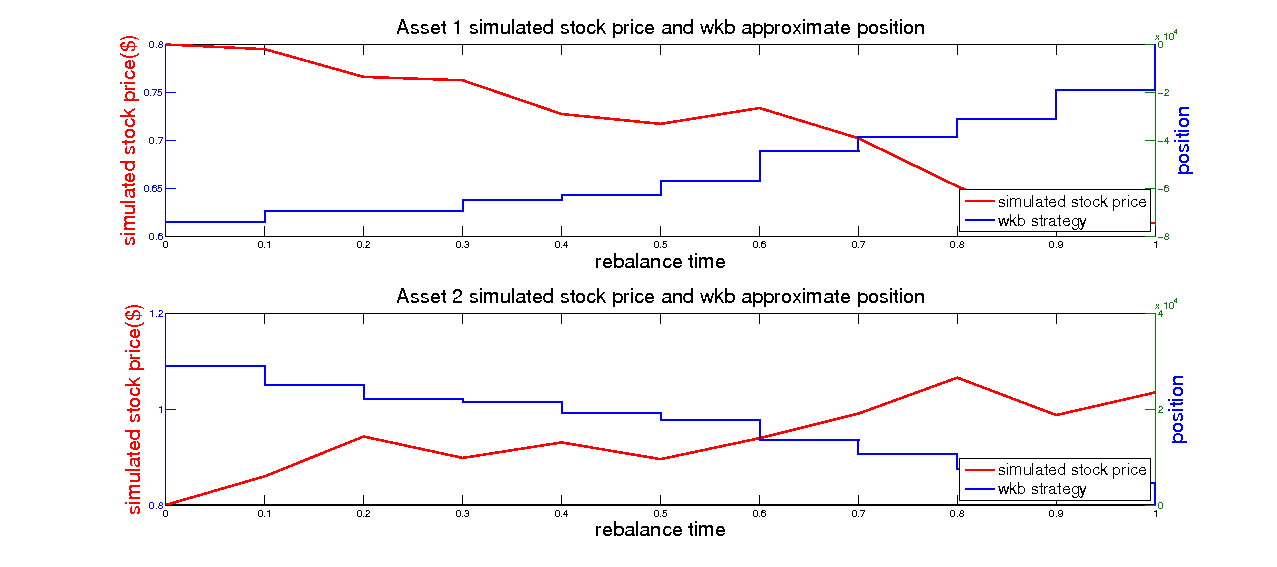 Asset 1 simulated stock price and wkb approximate position
x 10^4
simulated stock price($)
0.8
0.75
0.7
0.65
0.6
0
−2
−4
−6
−8
position
simulated stock price
wkb strategy
0 0.1 0.2 0.3 0.4 0.5 0.6 0.7 0.8 0.9 1
rebalance time
Asset 2 simulated stock price and wkb approximate position
x 10^4
simulated stock price($)
1.2
1
0.8
4
2
0
position
simulated stock price
wkb strategy
0 0.1 0.2 0.3 0.4 0.5 0.6 0.7 0.8 0.9 1
rebalance time